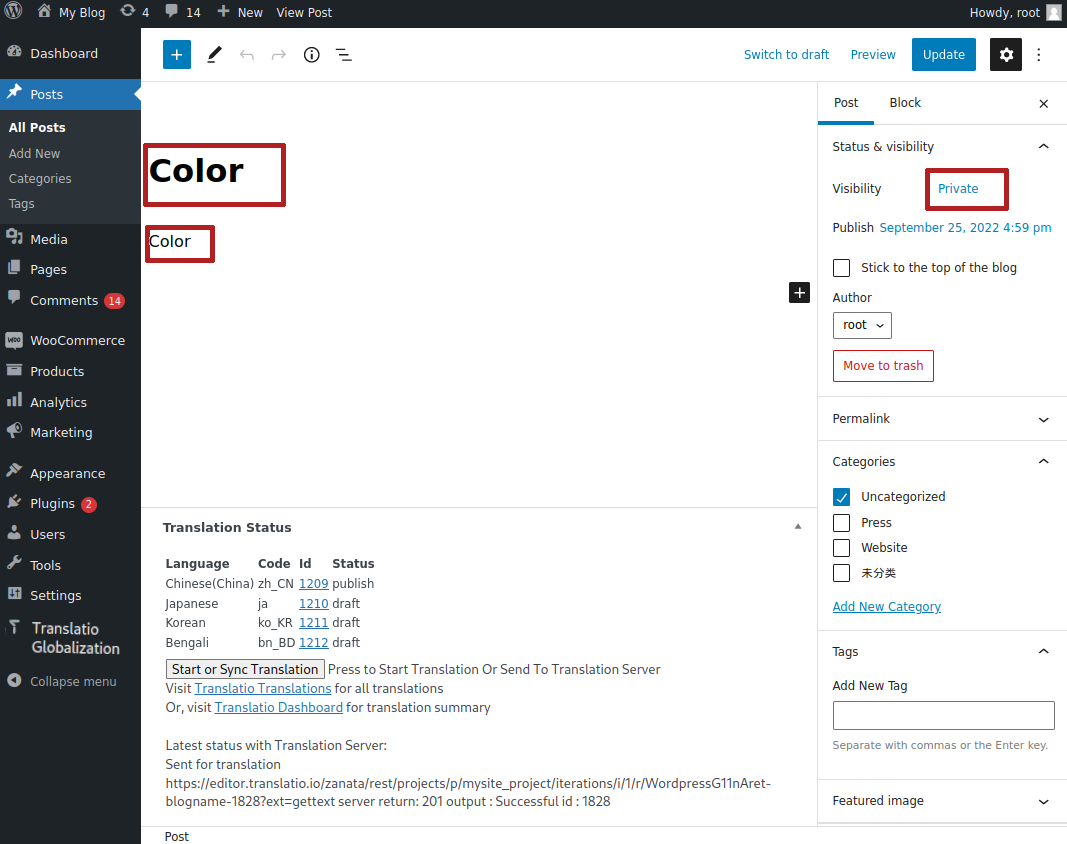 My Blog 4 14 New View Post Howdy, root
Dashboard
Posts
All Posts
Add New
Categories
Tags
Media
Pages
Comments 14
WooCommerce
Products
Analytics
Marketing
Appearance
Plugins 2
Users
Tools
Settings
Translatio
Globalization
Collapse menu
Switch to draft Preview Update
Color
Color
Translation Status
Language Code Id Status
Chinese(China) zh_CN 1209 publish
Japanese ja 1210 draft
Korean ko_KR 1211 draft
Bengali bn_BD 1212 draft
Start or Sync Translation Press to Start Translation Or Send To Translation Server
Visit Translatio Translations for all translations
Or, visit Translatio Dashboard for translation summary
Latest status with Translation Server:
Sent for translation
https://editor.translatio.io/zanata/rest/projects/p/mysite_project/iterations/i/1/r/WordpressG11nAret-
blogname-1828?ext=gettext server return: 201 output : Successful id : 1828
Post
Post Block
Status & visibility
Visibility Private
Publish September 25, 2022 4:59 pm
Stick to the top of the blog
Author
root
Move to trash
Permalink
Categories
Uncategorized
Press
Website
未分类
Add New Category
Tags
Add New Tag
Separate with commas or the Enter key.
Featured image